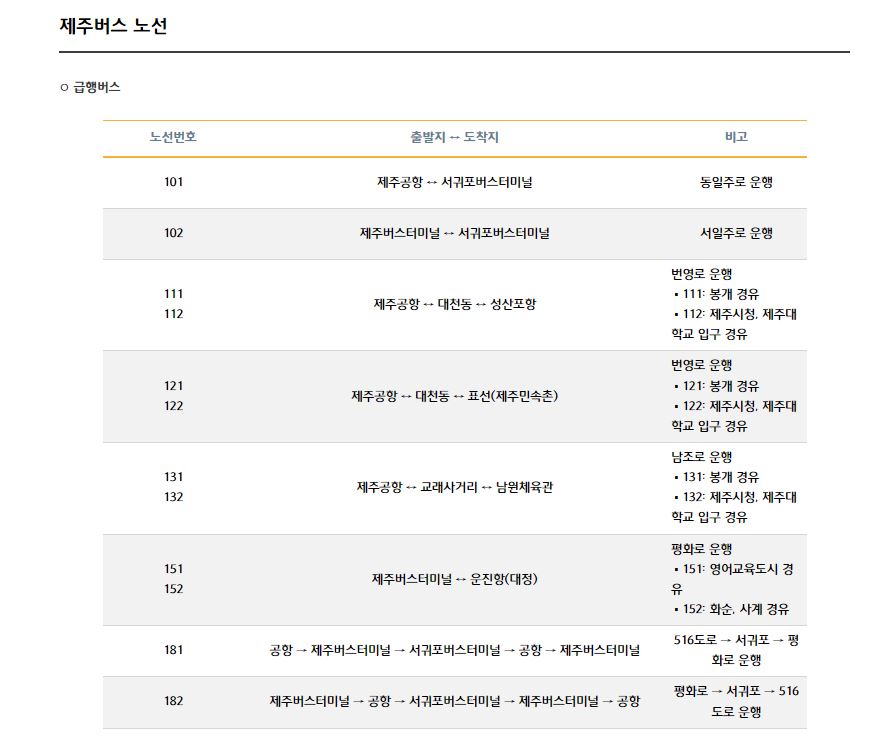 제주버스 노선
○ 급행버스
노선번호 출발지 ↔ 도착지 비고
101 제주공항 ↔ 서귀포버스터미널 동일주로 운행
102 제주버스터미널 ↔ 서귀포버스터미널 서일주로 운행
111
112
제주공항 ↔ 대천동 ↔ 성산포항
번영로 운행
▪ 111: 봉개 경유
▪ 112: 제주시청, 제주대
학교 입구 경유
121
122
제주공항 ↔ 대천동 ↔ 표선(제주민속촌)
번영로 운행
▪ 121: 봉개 경유
▪ 122: 제주시청, 제주대
학교 입구 경유
131
132
제주공항 ↔ 교래사거리 ↔ 남원체육관
남조로 운행
▪ 131: 봉개 경유
▪ 132: 제주시청, 제주대
학교 입구 경유
151
152
제주버스터미널 ↔ 운진항(대정)
평화로 운행
▪ 151: 영어교육도시 경
유
▪ 152: 화순, 사계 경유
181
공항 → 제주버스터미널 → 서귀포버스터미널 → 공항 → 제주버스터미널
516도로 → 서귀포 → 평
화로 운행
182
제주버스터미널 → 공항 → 서귀포버스터미널 → 제주버스터미널 → 공항
평화로 → 서귀포 → 516
도로 운행